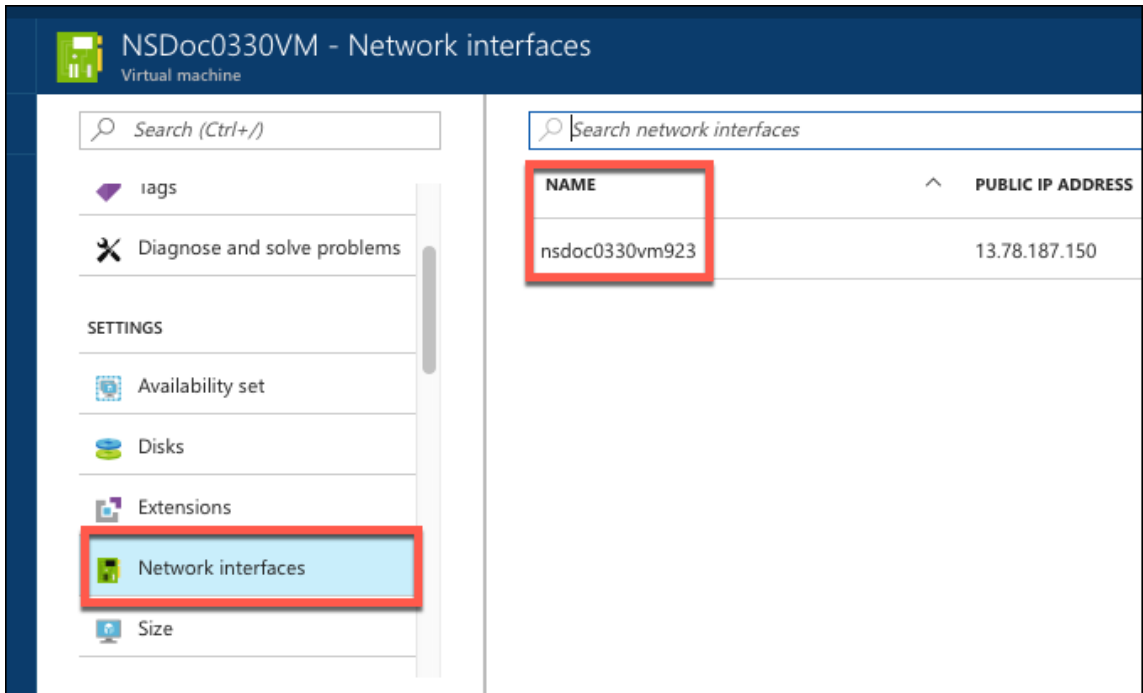 NSDoc0330VM - Network interfaces
Virtual machine
Search (Ctrl+/)
Tags
Diagnose and solve problems
SETTINGS
Availability set
Disks
Extensions
Network interfaces
Size
Search network interfaces
NAME
PUBLIC IP ADDRESS
nsdoc0330vm923
13.78.187.150